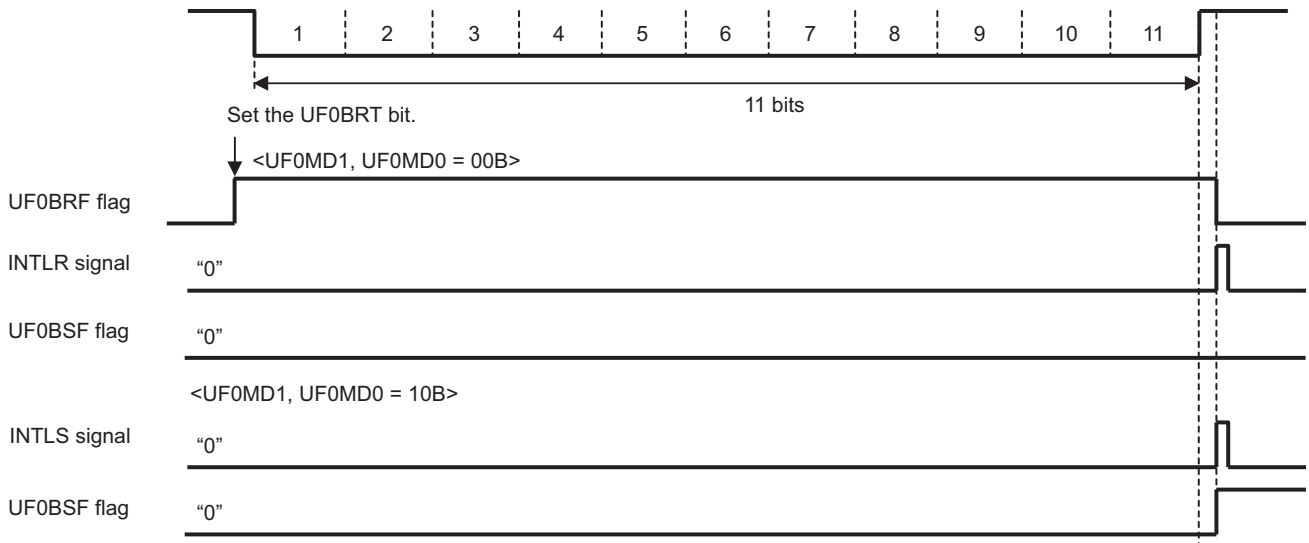 1 2 3 4 5 6 7 8 9 10 11
11 bits
Set the UF0BRT bit.
<UF0MD1, UF0MD0 = 00B>
UF0BRF flag
INTLR signal “0”
UF0BSF flag “0”
<UF0MD1, UF0MD0 = 10B>
INTLS signal “0”
UF0BSF flag “0”